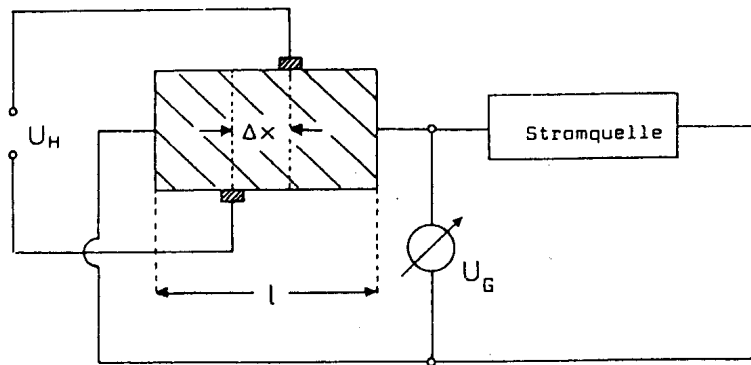 U_H
Δx
Stromquelle
U_G
l